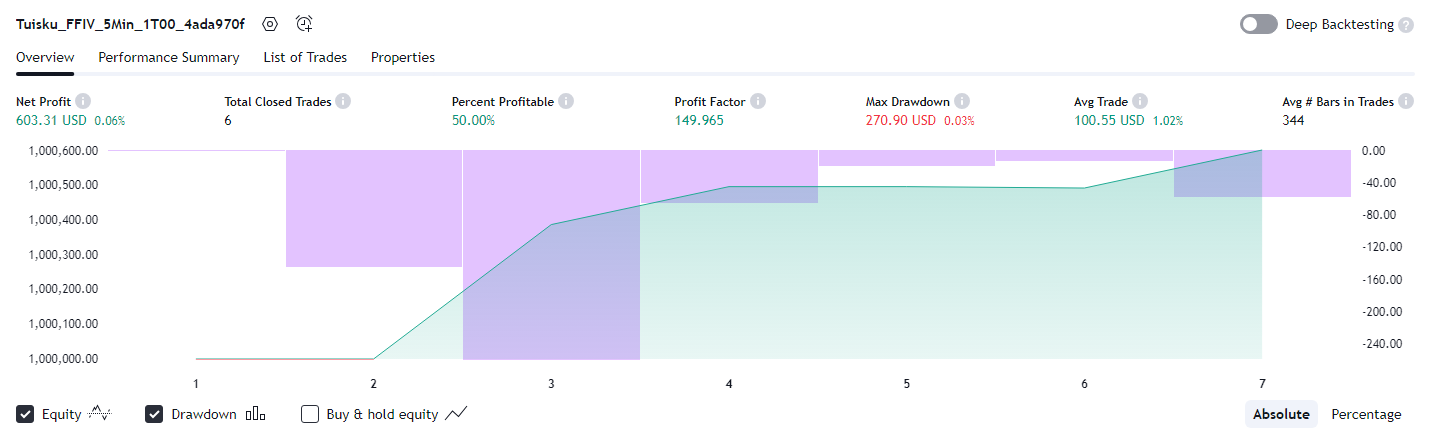 Tuisku_FFIV_5Min_1T00_4ada970f
Deep Backtesting ?
Overview Performance Summary List of Trades Properties
Net Profit Total Closed Trades Percent Profitable Profit Factor Max Drawdown Avg Trade Avg # Bars in Trades
603.31 USD 0.06% 6 50.00% 149.965 270.90 USD 0.03% 100.55 USD 1.02% 344
1,000,600.00 0.00
1,000,500.00 -40.00
1,000,400.00 -80.00
1,000,300.00 -120.00
1,000,200.00 -160.00
1,000,100.00 -200.00
1,000,000.00 -240.00
1 2 3 4 5 6 7
Equity Drawdown Buy & hold equity Absolute Percentage